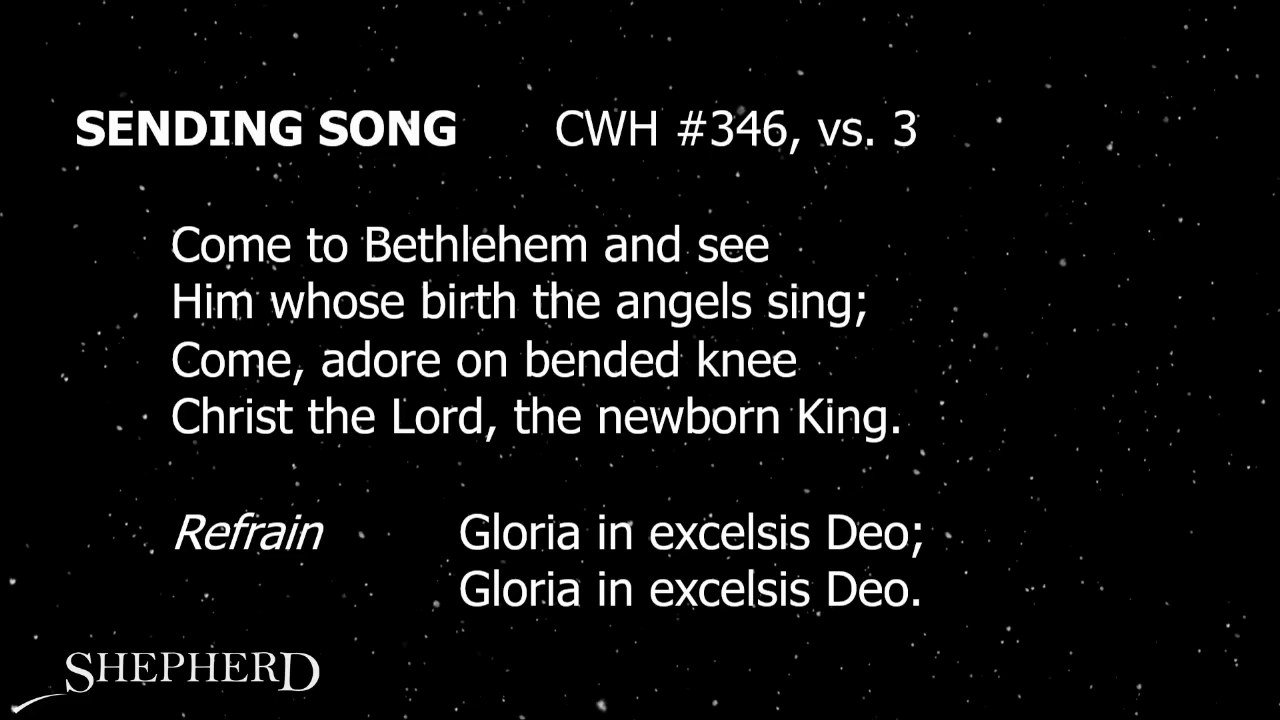 SENDING SONG CWH #346, vs. 3
Come to Bethlehem and see
Him whose birth the angels sing;
Come, adore on bended knee
Christ the Lord, the newborn King.
Refrain Gloria in excelsis Deo;
Gloria in excelsis Deo.
SHEPHERD